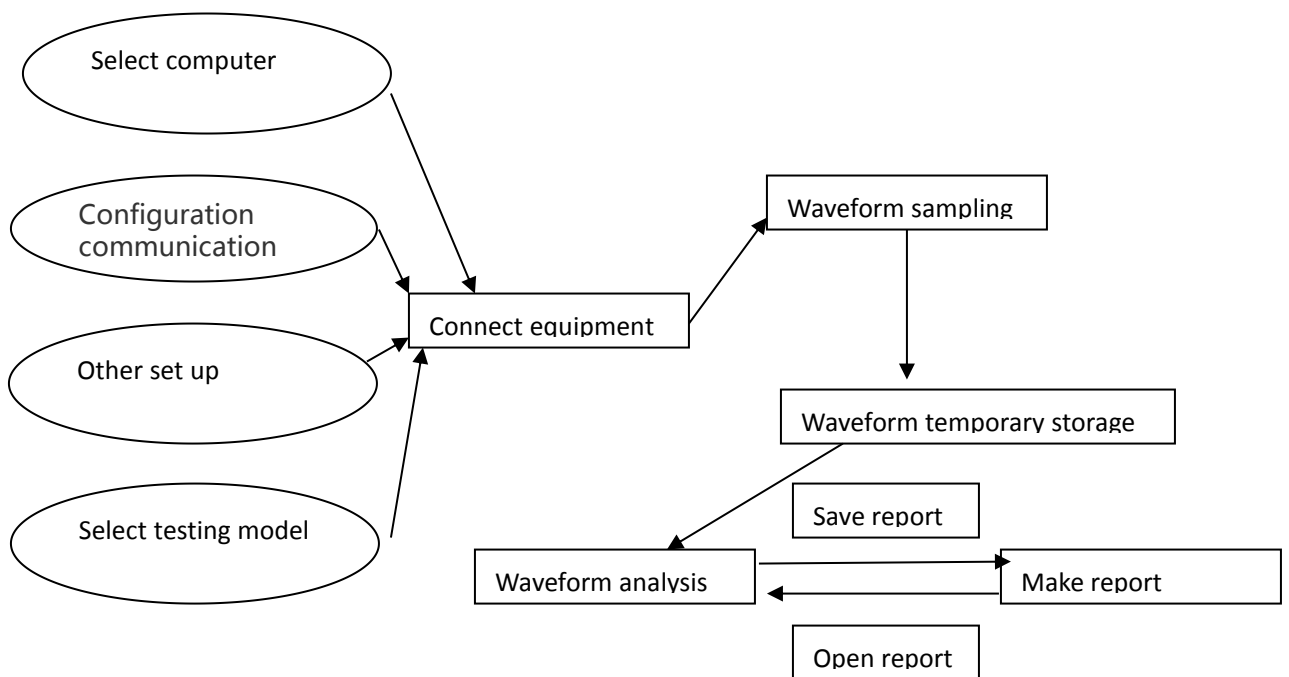 Select computer
Configuration
communication
Other set up
Select testing model
Connect equipment
Waveform sampling
Waveform temporary storage
Save report
Waveform analysis
Make report
Open report